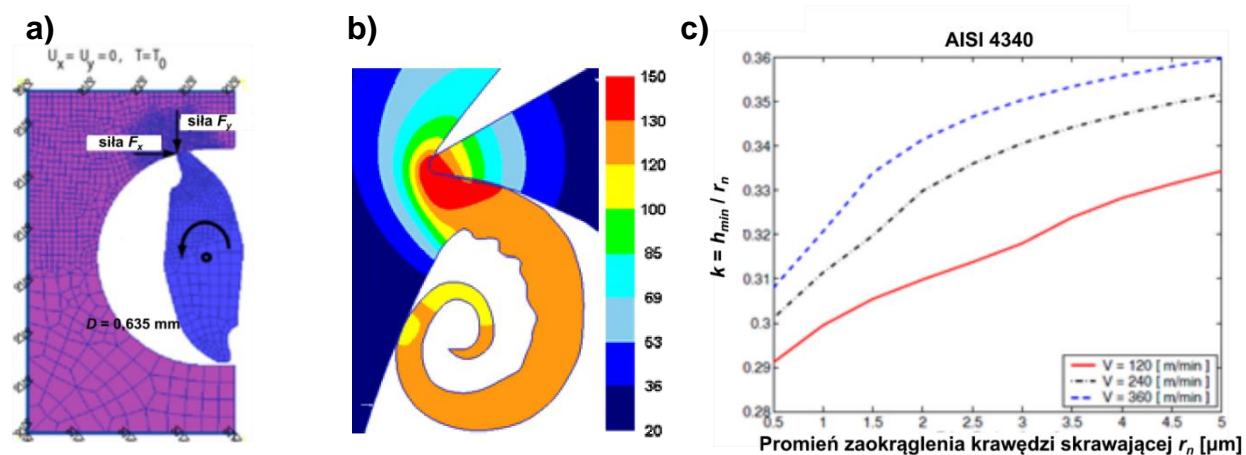 a)
Uₓ= Uᵧ=0, T=T₀
siła Fᵧ
siła Fₓ
D = 0,635 mm
b)
150
130
120
100
85
69
53
36
20
c)
AISI 4340
k = hₘᵢₙ / rₙ
0.36
0.35
0.34
0.33
0.32
0.31
0.3
0.29
0.28
V = 120 [ m/min ]
V = 240 [ m/min ]
V = 360 [ m/min ]
0.5 1 1.5 2 2.5 3 3.5 4 4.5 5
Promień zaokrąglenia krawędzi skrawającej rₙ [µm]